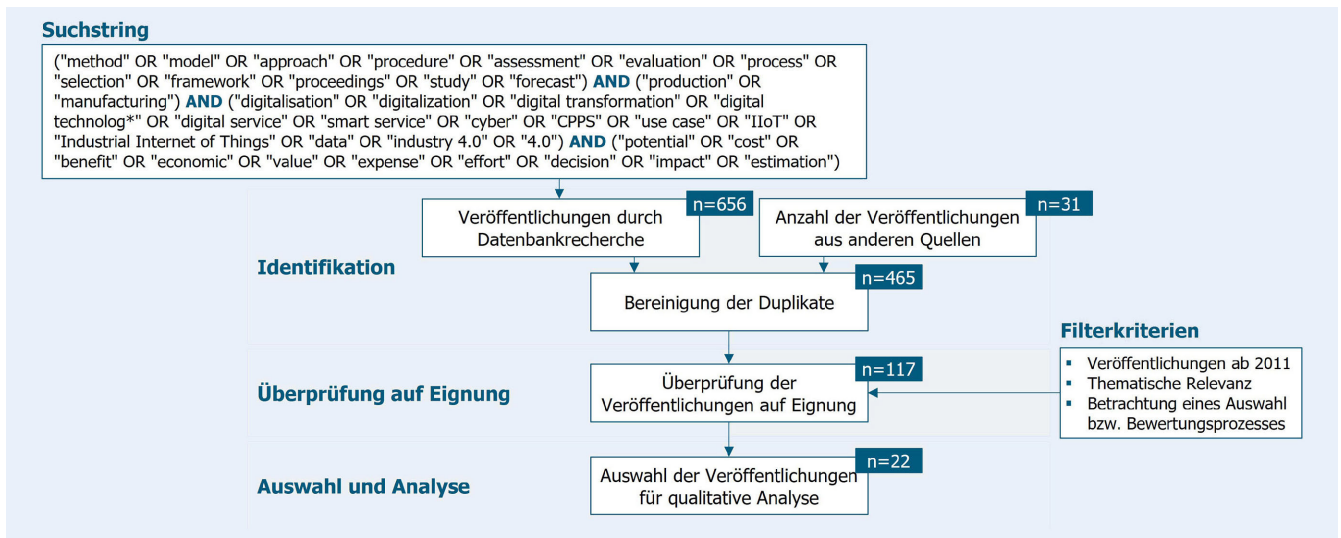 Suchstring
("method" OR "model" OR "approach" OR "procedure" OR "assessment" OR "evaluation" OR "process" OR
"selection" OR "framework" OR "proceedings" OR "study" OR "forecast") AND ("production" OR
"manufacturing") AND ("digitalisation" OR "digitalization" OR "digital transformation" OR "digital
technolog*" OR "digital service" OR "smart service" OR "cyber" OR "CPPS" OR "use case" OR "IIoT" OR
"Industrial Internet of Things" OR "data" OR "industry 4.0" OR "4.0") AND ("potential" OR "cost" OR
"benefit" OR "economic" OR "value" OR "expense" OR "effort" OR "decision" OR "impact" OR "estimation")
n=656
Veröffentlichungen durch
Datenbankrecherche
n=31
Anzahl der Veröffentlichungen
aus anderen Quellen
Identifikation
n=465
Bereinigung der Duplikate
Filterkriterien
▪ Veröffentlichungen ab 2011
▪ Thematische Relevanz
▪ Betrachtung eines Auswahl
bzw. Bewertungsprozesses
Überprüfung auf Eignung
n=117
Überprüfung der
Veröffentlichungen auf Eignung
Auswahl und Analyse
n=22
Auswahl der Veröffentlichungen
für qualitative Analyse